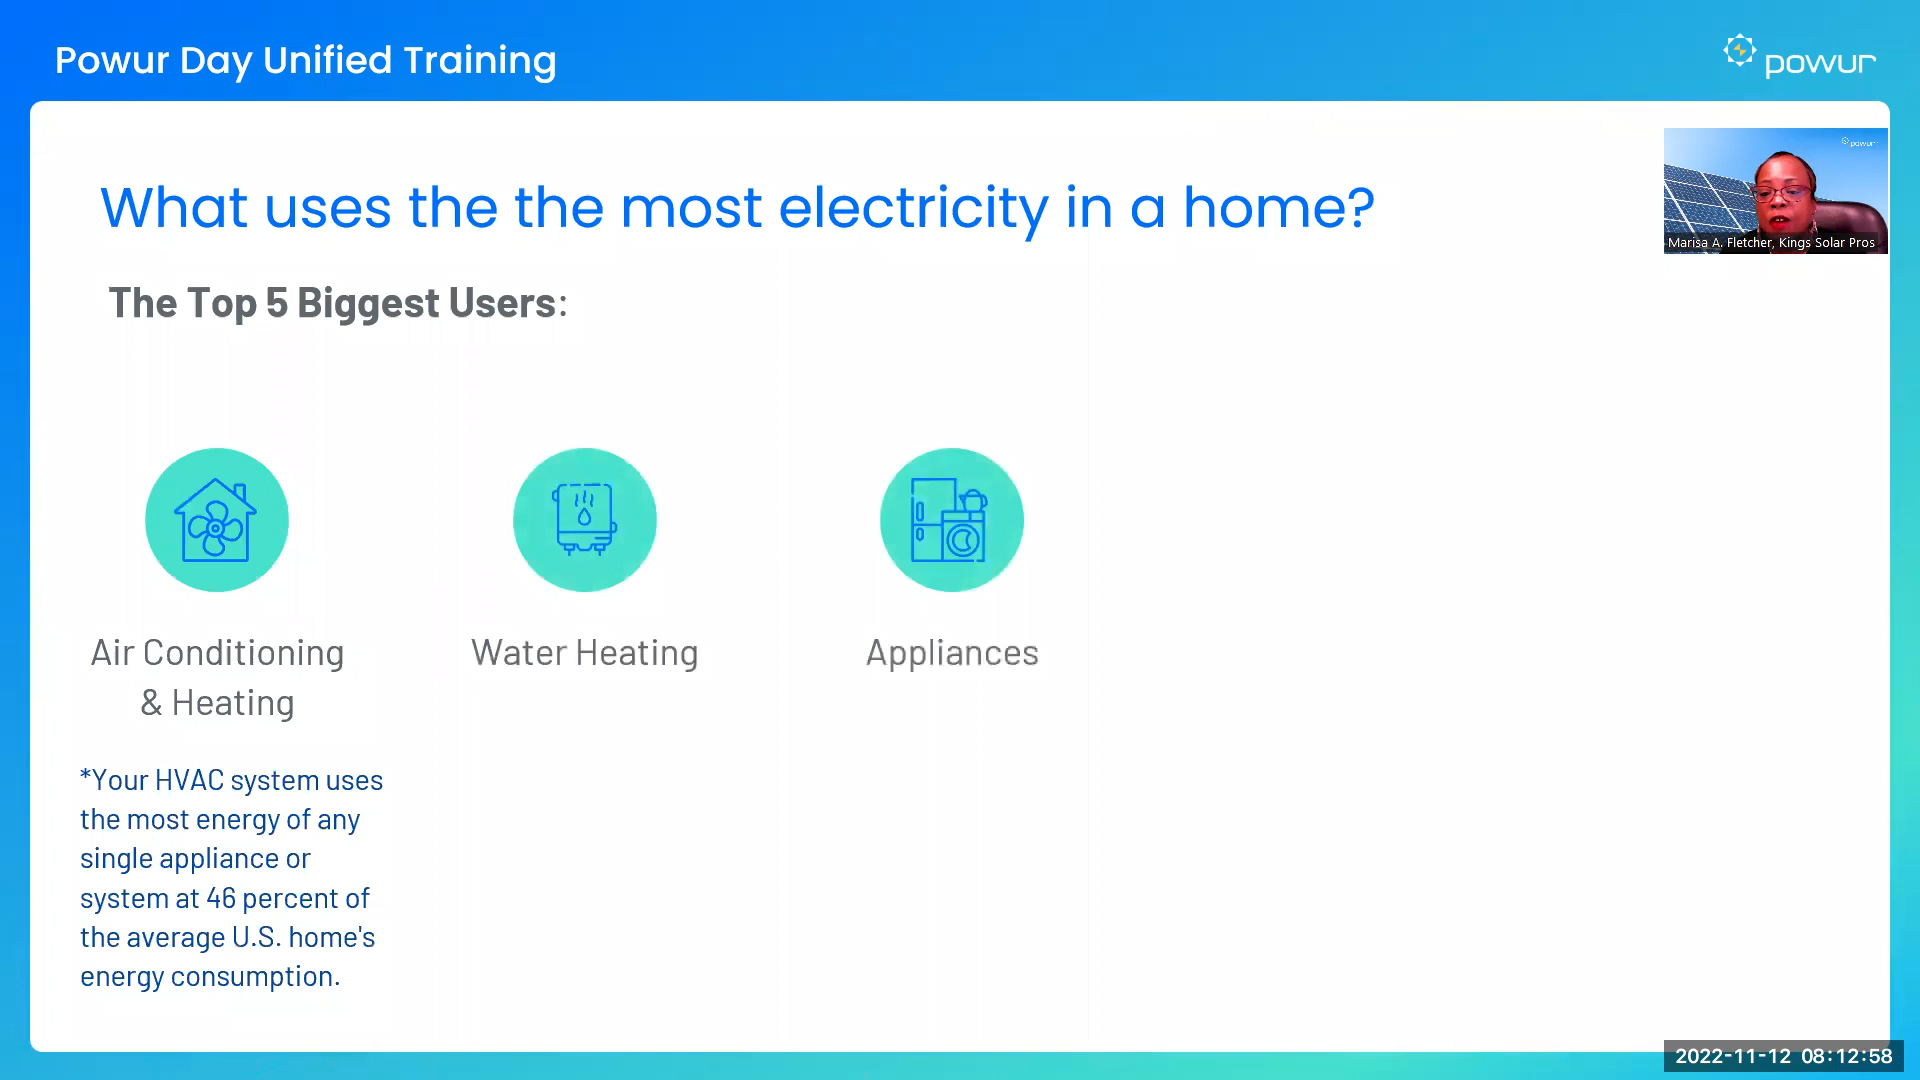 Powur Day Unified Training
powur
What uses the the most electricity in a home?
powur
Marisa A. Fletcher, Kings Solar Pros
The Top 5 Biggest Users:
Air Conditioning
& Heating
Water Heating
Appliances
*Your HVAC system uses
the most energy of any
single appliance or
system at 46 percent of
the average U.S. home's
energy consumption.
2022-11-12 08:12:58